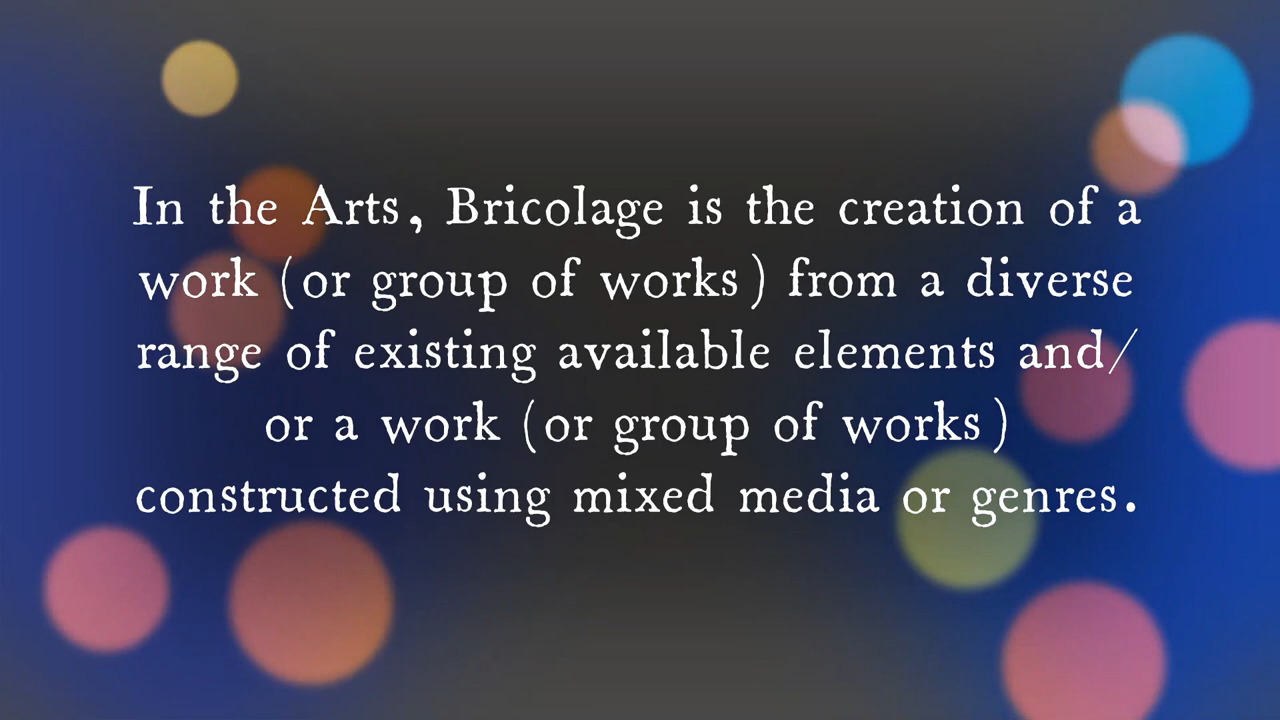 In the Arts, Bricolage is the creation of a
work (or group of works) from a diverse
range of existing available elements and/
or a work (or group of works)
constructed using mixed media or genres.